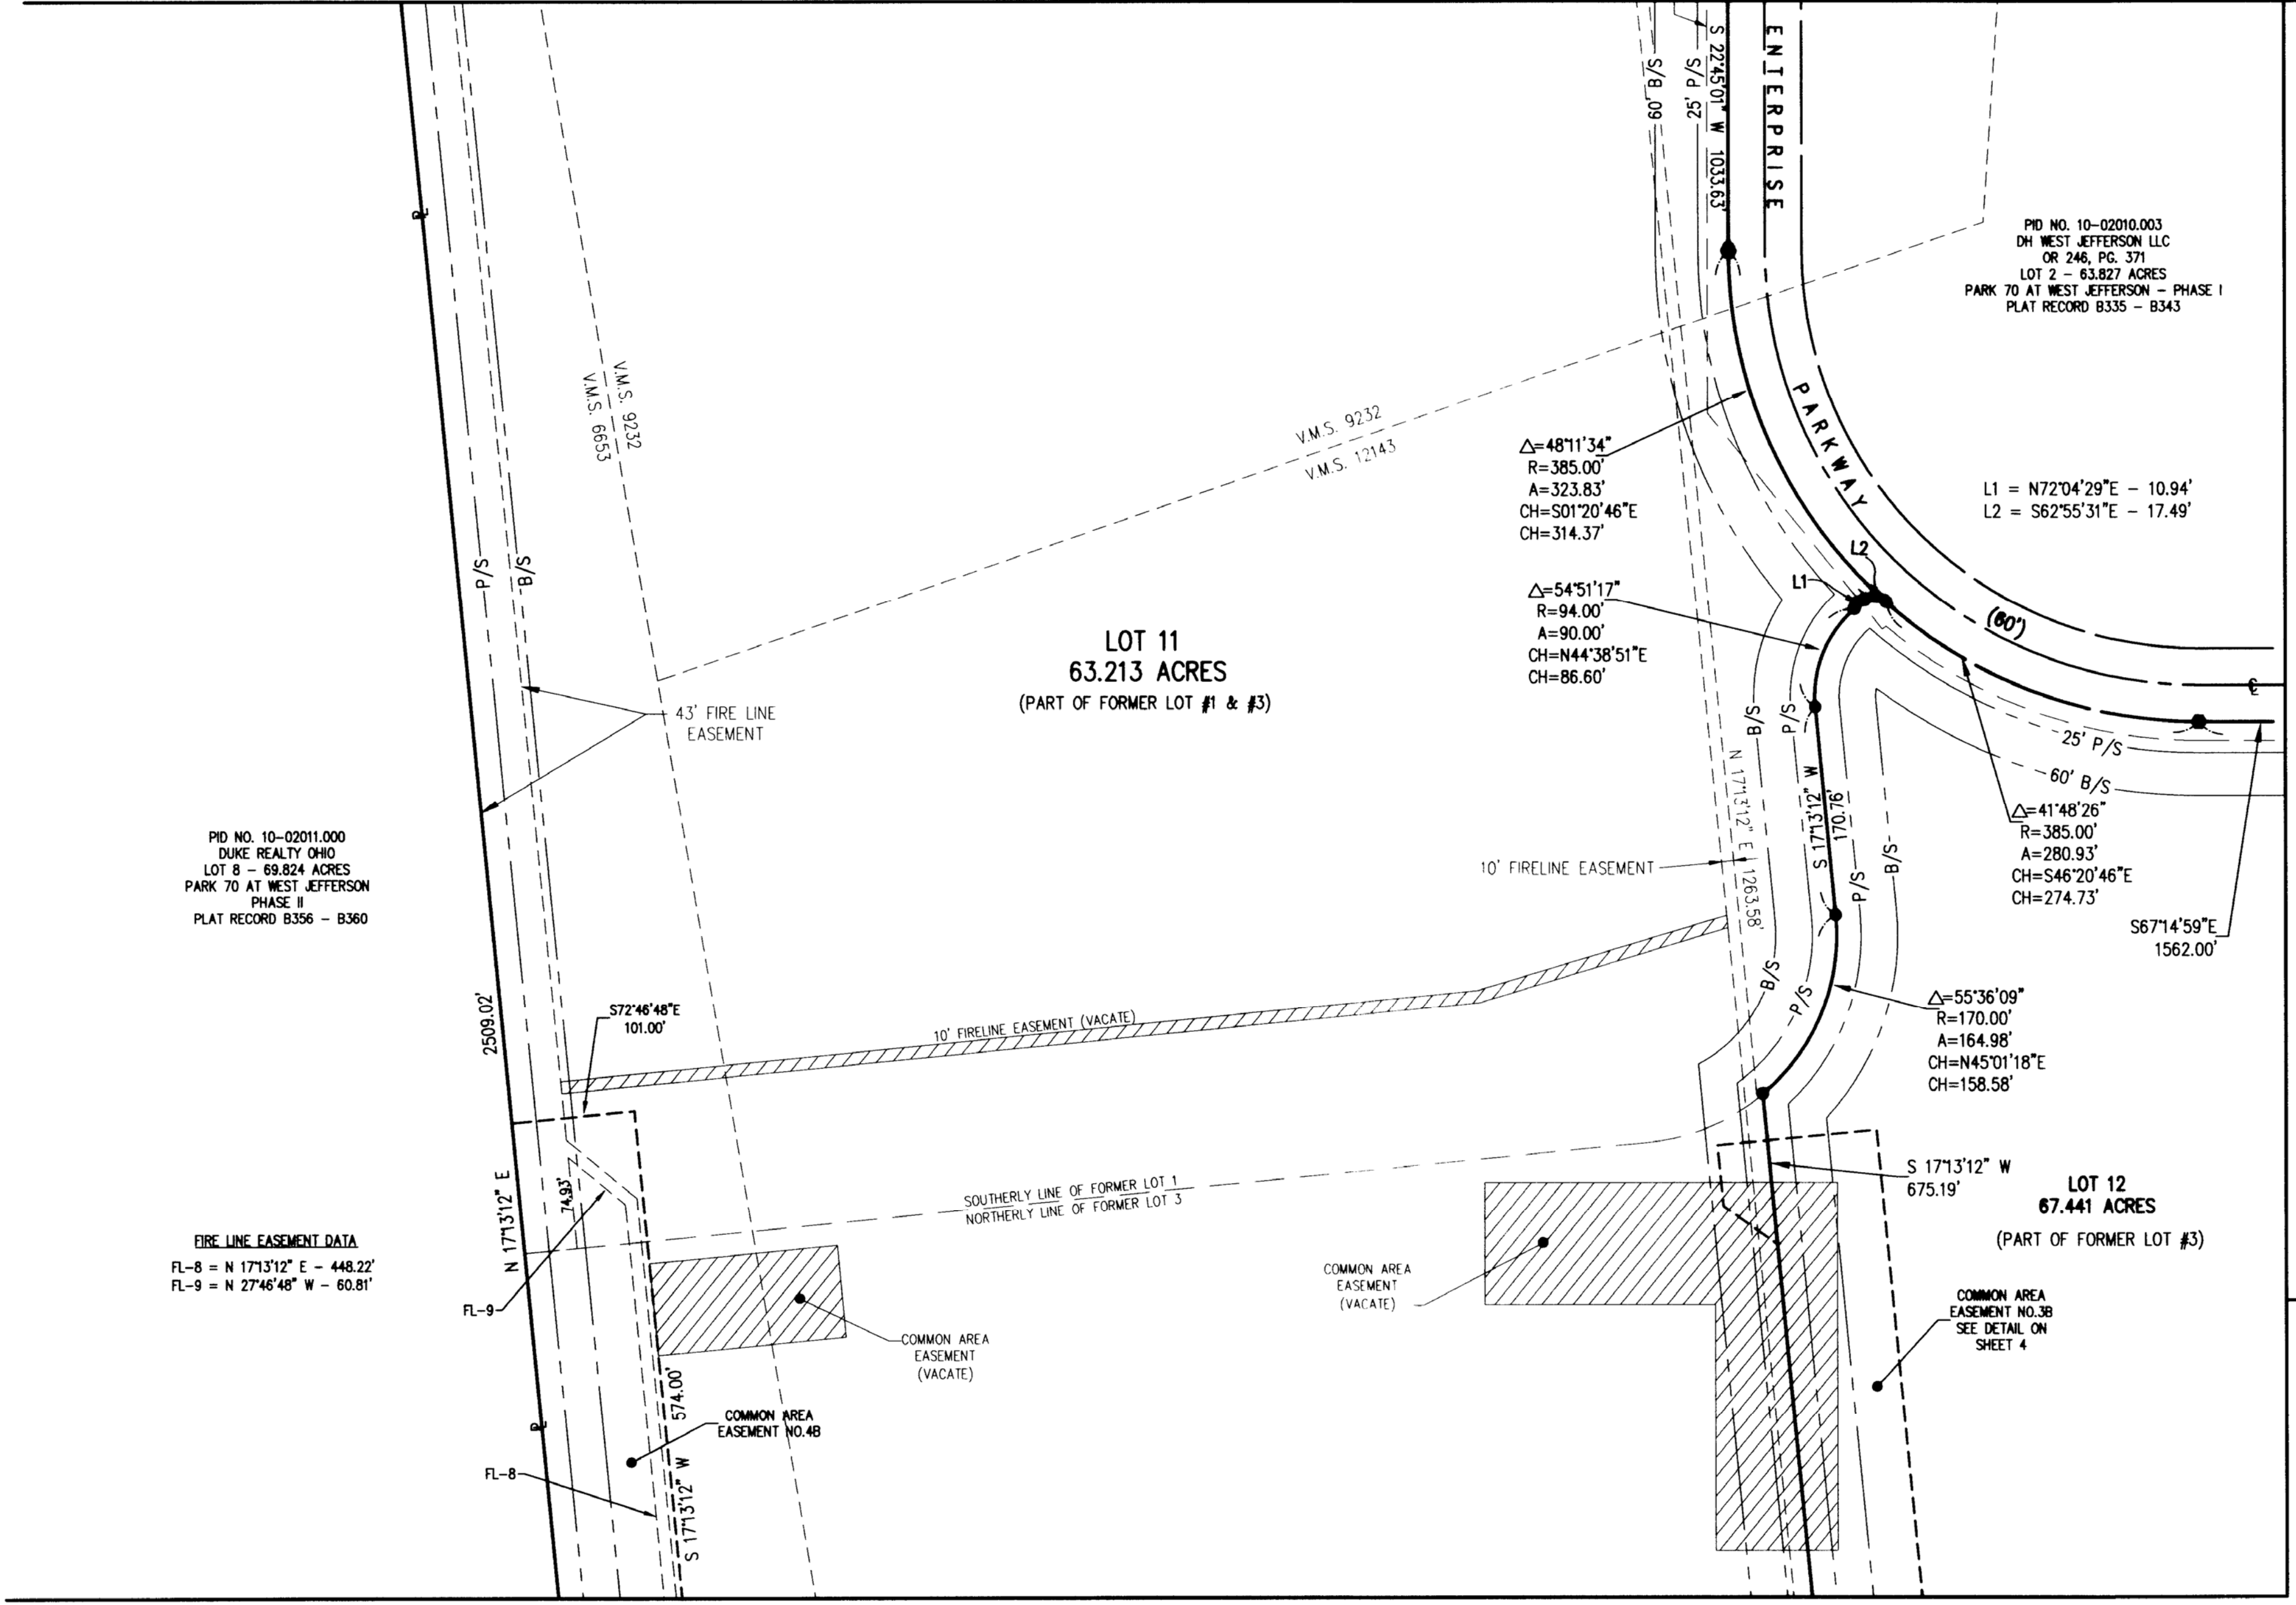 60' B/S
25' P/S
S 22°45'01" W 1033.63'
ENTERPRISE
PARKWAY
(60')
PID NO. 10-02010.003
DH WEST JEFFERSON LLC
OR 246, PG. 371
LOT 2 - 63.827 ACRES
PARK 70 AT WEST JEFFERSON - PHASE I
PLAT RECORD B335 - B343
V.M.S. 9232
V.M.S. 6653
V.M.S. 9232
V.M.S. 12143
△=48°11'34"
R=385.00'
A=323.83'
CH=S01°20'46"E
CH=314.37'
L1 = N72°04'29"E - 10.94'
L2 = S62°55'31"E - 17.49'
L2
L1
P/S
B/S
△=54°51'17"
R=94.00'
A=90.00'
CH=N44°38'51"E
CH=86.60'
LOT 11
63.213 ACRES
(PART OF FORMER LOT #1 & #3)
43' FIRE LINE
EASEMENT
B/S
P/S
25' P/S
60' B/S
N 17°13'12" E 1263.58'
S 17°13'12" W
170.76'
△=41°48'26"
R=385.00'
A=280.93'
CH=S46°20'46"E
CH=274.73'
S67°14'59"E
1562.00'
PID NO. 10-02011.000
DUKE REALTY OHIO
LOT 8 - 69.824 ACRES
PARK 70 AT WEST JEFFERSON
PHASE II
PLAT RECORD B356 - B360
10' FIRELINE EASEMENT
P/S
B/S
B/S
P/S
2509.02'
S72°46'48"E
101.00'
10' FIRELINE EASEMENT (VACATE)
△=55°36'09"
R=170.00'
A=164.98'
CH=N45°01'18"E
CH=158.58'
N 17°13'12" E
74.93'
SOUTHERLY LINE OF FORMER LOT 1
NORTHERLY LINE OF FORMER LOT 3
S 17°13'12" W
675.19'
LOT 12
67.441 ACRES
(PART OF FORMER LOT #3)
FIRE LINE EASEMENT DATA
FL-8 = N 17°13'12" E - 448.22'
FL-9 = N 27°46'48" W - 60.81'
FL-9
COMMON AREA
EASEMENT
(VACATE)
COMMON AREA
EASEMENT
(VACATE)
COMMON AREA
EASEMENT NO.3B
SEE DETAIL ON
SHEET 4
COMMON AREA
EASEMENT NO.4B
FL-8
S 17°13'12" W 574.00'